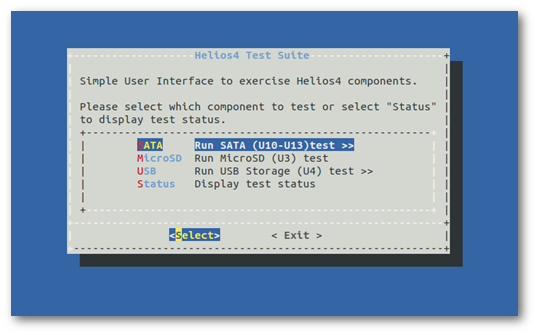 Helios4 Test Suite
Simple User Interface to exercise Helios4 components.
Please select which component to test or select "Status"
to display test status.
SATA Run SATA (U10-U13)test >>
MicroSD Run MicroSD (U3) test
USB Run USB Storage (U4) test >>
Status Display test status
<Select> < Exit >